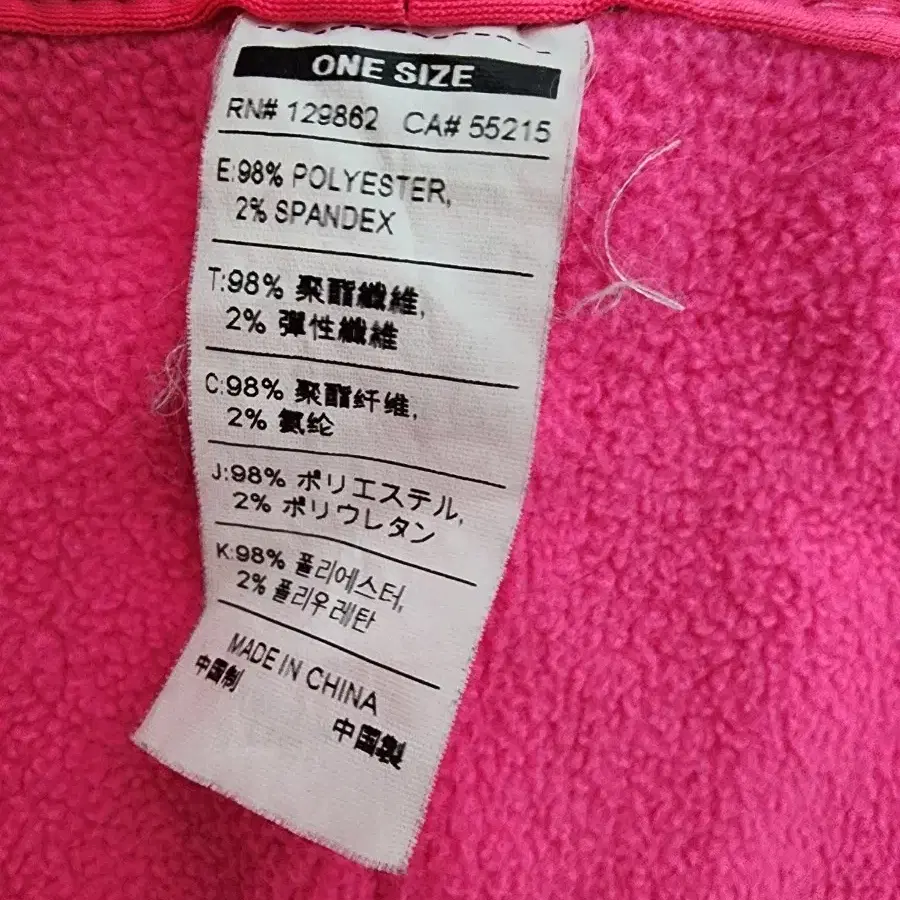 ONE SIZE
RN# 129862 CA# 55215
E:98% POLYESTER,
2% SPANDEX
T:98% 聚酯纖維,
2% 彈性纖維
C:98% 聚酯纤维,
2% 氨纶
J:98% ポリエステル,
2% ポリウレタン
K:98% 폴리에스터,
2% 폴리우레탄
MADE IN CHINA
中国制
中国製